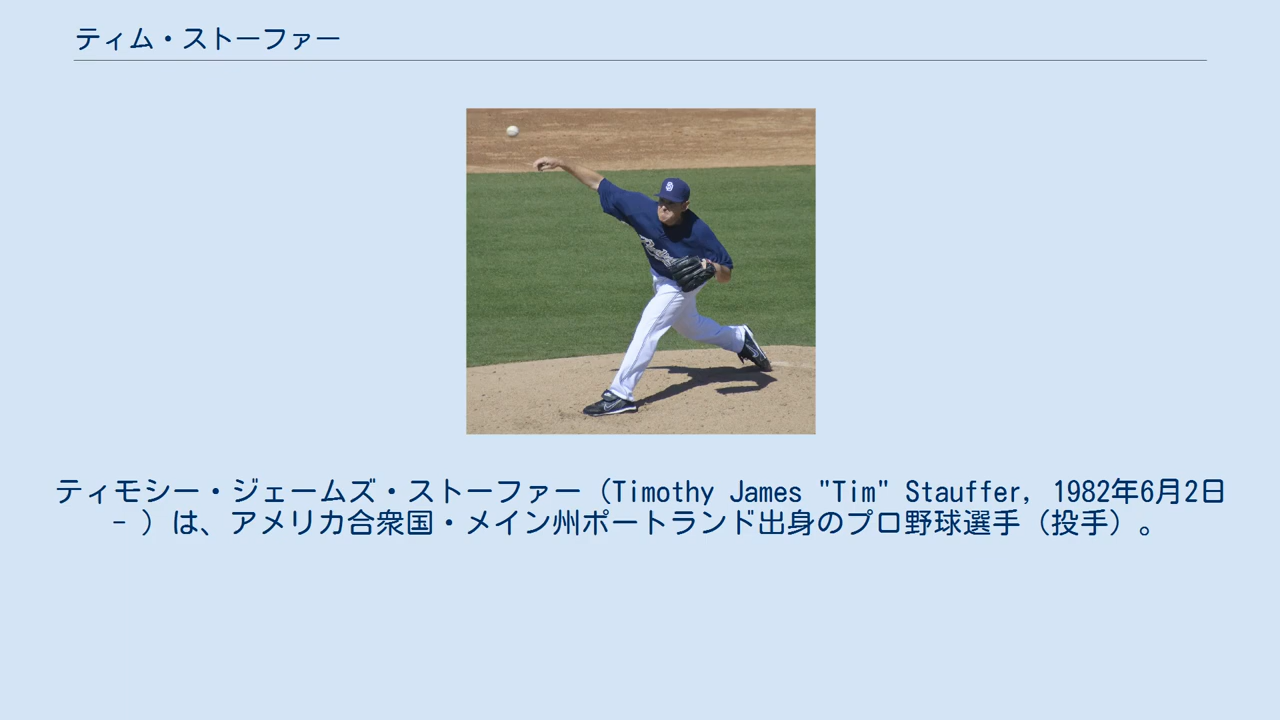 ティム・ストーファー
ティモシー・ジェームズ・ストーファー（Timothy James "Tim" Stauffer, 1982年6月2日
- ）は、アメリカ合衆国・メイン州ポートランド出身のプロ野球選手（投手）。